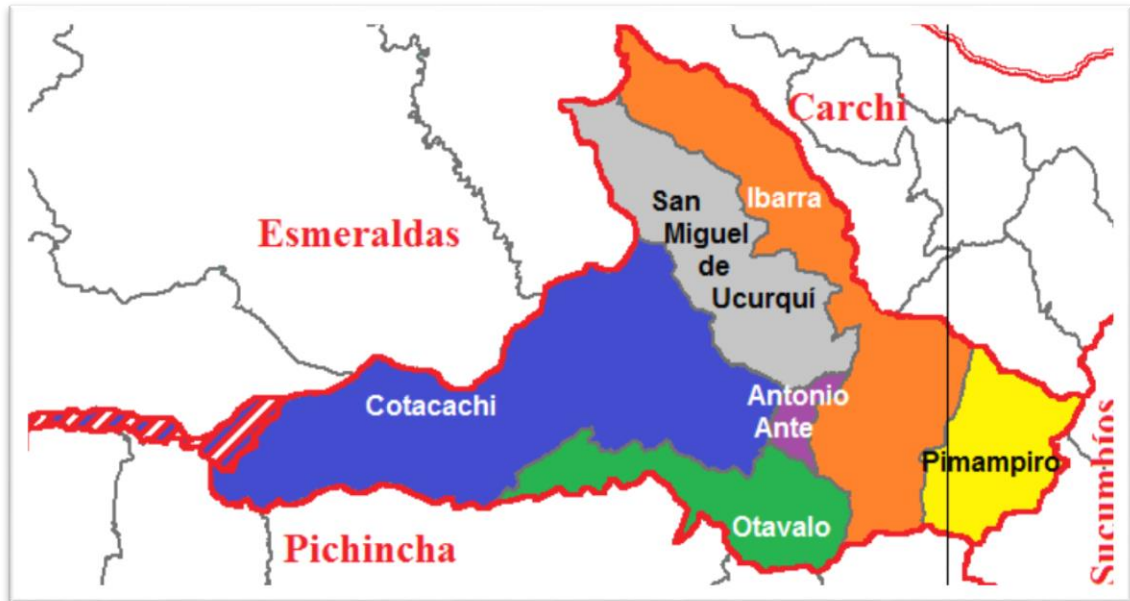 Carchi
Ibarra
San
Miguel
de
Ucurquí
Esmeraldas
Cotacachi
Antonio
Ante
Pimampiro
Otavalo
Pichincha
Sucumbíos